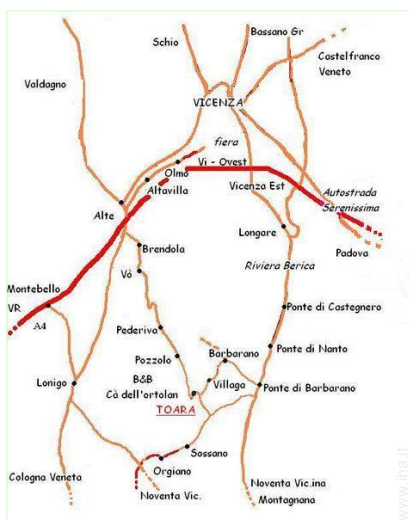 Schio
Bassano Gr
Castelfranco
Veneto
Valdagno
VICENZA
fiera
Olmo
Vi - Ovest
Altavilla
Vicenza Est
Autostrada
Serenissima
Alte
Longare
Padova
Brendola
Riviera Berica
Vò
Montebello
VR
A4
Ponte di Castegnero
Pederiva
Ponte di Nanto
Barbarano
Pozzolo
B&B
Cà dell'ortolan
Villaga
Ponte di Barbarano
Lonigo
TOARA
Sossano
Orgiano
Cologna Veneta
Noventa Vic.
Noventa Vic.ina
Montagnana
www.iha.it